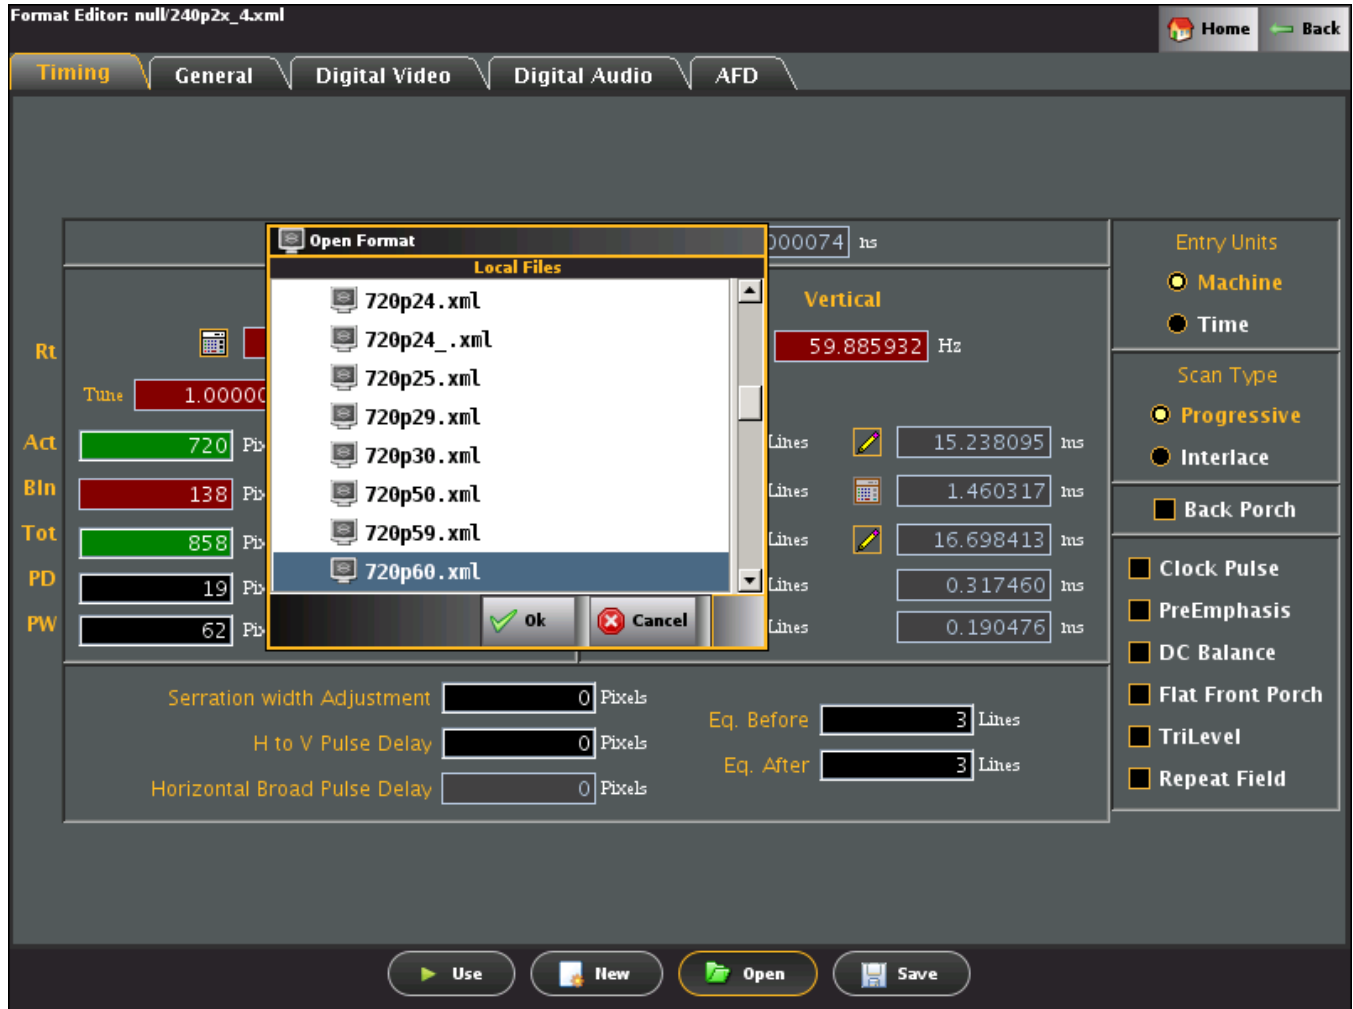 Format Editor: null/240p2x_4.xml
Home
Back
Timing
General
Digital Video
Digital Audio
AFD
Open Format
Local Files
720p24.xml
720p24_.xml
720p25.xml
720p29.xml
720p30.xml
720p50.xml
720p59.xml
720p60.xml
Ok
Cancel
000074 ns
Vertical
Rt
59.885932 Hz
Tune 1.00000
Act 720
Lines 15.238095 ms
Bln 138
Lines 1.460317 ms
Tot 858
Lines 16.698413 ms
PD 19
Lines 0.317460 ms
PW 62
Lines 0.190476 ms
Serration width Adjustment 0 Pixels
H to V Pulse Delay 0 Pixels
Horizontal Broad Pulse Delay 0 Pixels
Eq. Before 3 Lines
Eq. After 3 Lines
Entry Units
Machine
Time
Scan Type
Progressive
Interlace
Back Porch
Clock Pulse
PreEmphasis
DC Balance
Flat Front Porch
TriLevel
Repeat Field
Use
New
Open
Save